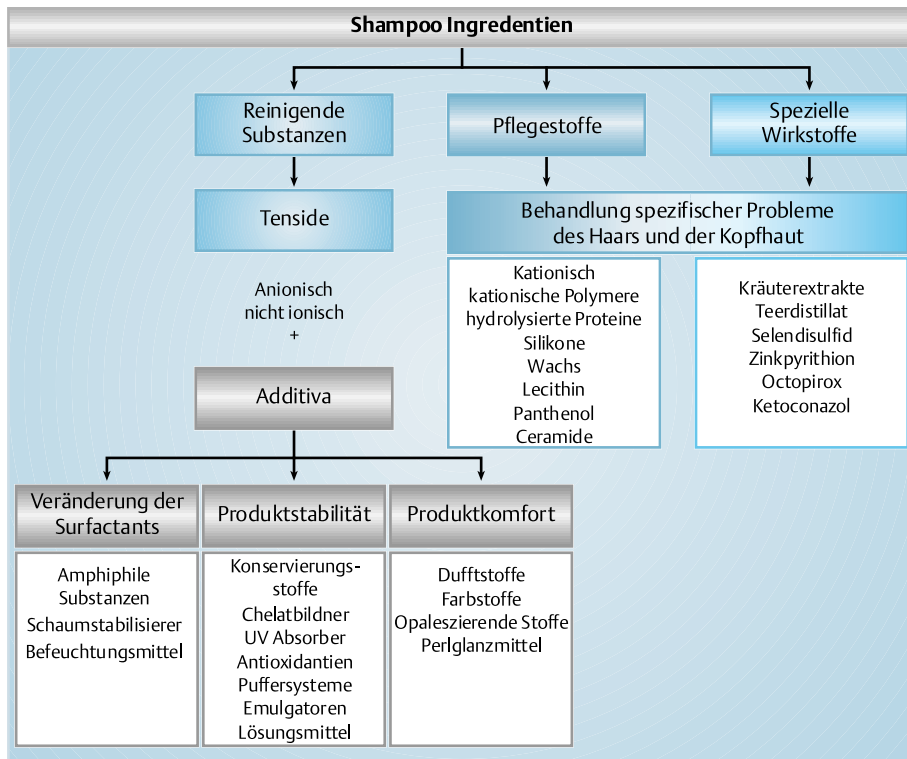 Shampoo Ingredentien
Reinigende
Substanzen
Pflegestoffe
Spezielle
Wirkstoffe
Tenside
Behandlung spezifischer Probleme
des Haars und der Kopfhaut
Anionisch
nicht ionisch
+
Kationisch
kationische Polymere
hydrolysierte Proteine
Silikone
Wachs
Lecithin
Panthenol
Ceramide
Kräuterextrakte
Teerdistillat
Selendisulfid
Zinkpyrithion
Octopirox
Ketoconazol
Additiva
Veränderung der
Surfactants
Produktstabilität
Produktkomfort
Amphiphile
Substanzen
Schaumstabilisierer
Befeuchtungsmittel
Konservierungs-
stoffe
Chelatbildner
UV Absorber
Antioxidantien
Puffersysteme
Emulgatoren
Lösungsmittel
Dufftstoffe
Farbstoffe
Opaleszierende Stoffe
Perlglanzmittel